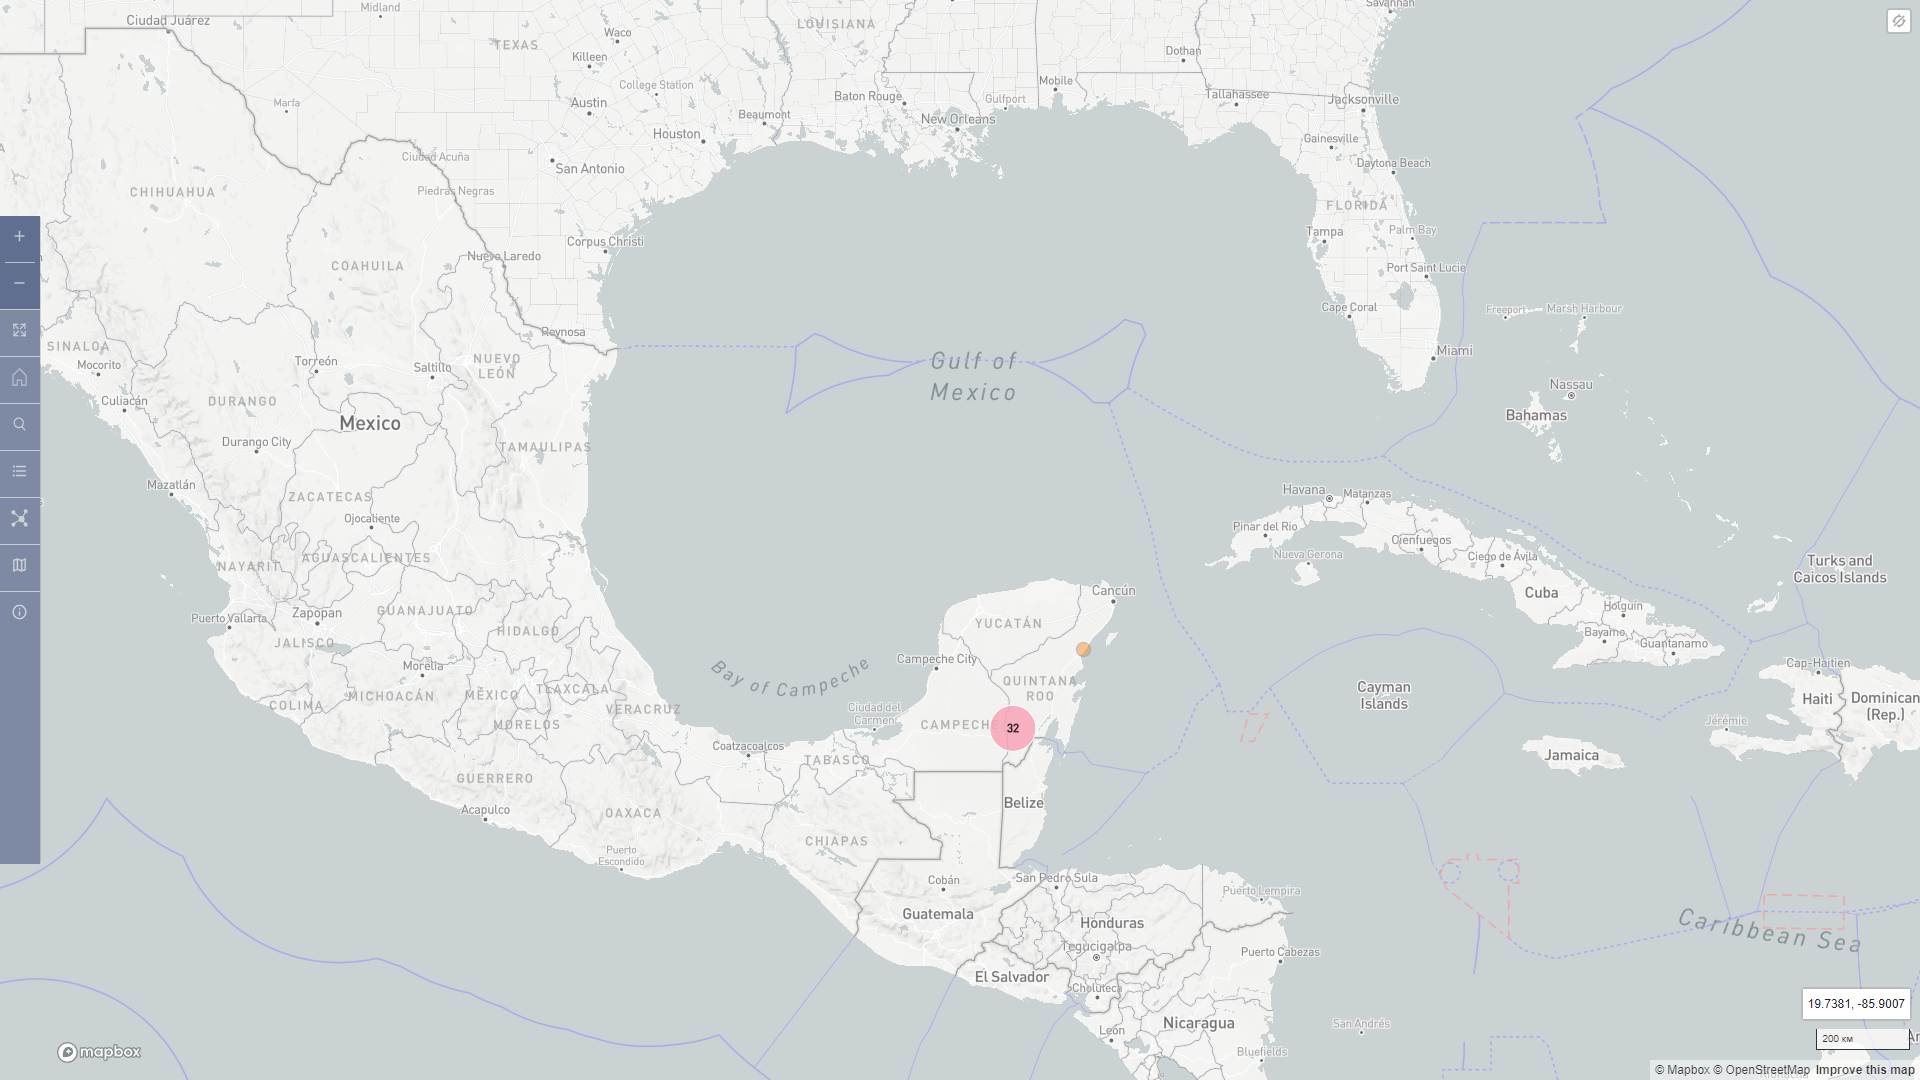 Savannah
Midland
Ciudad Juárez
LOUISIANA
Waco
TEXAS
Dothan
Killeen
Mobile
College Station
Tallahassee
Baton Rouge
Gulfport
Jacksonville
Marfa
Austin
Beaumont
New Orleans
Houston
Gainesville
Ciudad Acuña
Daytona Beach
San Antonio
CHIHUAHUA
Piedras Negras
FLORIDA
Tampa
Palm Bay
Corpus Christi
Nuevo Laredo
COAHUILA
Port Saint Lucie
Cape Coral
Freeport
Marsh Harbour
Reynosa
SINALOA
Miami
Mocorito
Torreón
Saltillo
NUEVO
LEÓN
Gulf of
Mexico
Nassau
Culiacán
DURANGO
Bahamas
Mexico
Durango City
TAMAULIPAS
Mazatlán
ZACATECAS
Havana
Matanzas
Ojocaliente
Pinar del Rio
Cienfuegos
AGUASCALIENTES
NAYARIT
Nueva Gerona
Ciego de Ávila
Turks and
Caicos Islands
Cuba
Cancún
Holguín
Puerto Vallarta
Zapopan
GUANAJUATO
YUCATÁN
HIDALGO
Bayamo
Guantanamo
JALISCO
Morelia
Campeche City
Bay of Campeche
Cap-Haitien
MICHOACÁN
MÉXICO
TLAXCALA
QUINTANA
ROO
Cayman
Islands
Haiti
Dominican
(Rep.)
COLIMA
VERACRUZ
Ciudad del
Carmen
MORELOS
CAMPECHE
32
Jérémie
Coatzacoalcos
TABASCO
Jamaica
GUERRERO
Belize
Acapulco
OAXACA
CHIAPAS
Puerto
Escondido
Cobán
San Pedro Sula
Puerto Lempira
Guatemala
Honduras
Caribbean Sea
Tegucigalpa
Puerto Cabezas
El Salvador
Choluteca
19.7381, -85.9007
León
Nicaragua
San Andrés
200 км
mapbox
Bluefields
© Mapbox © OpenStreetMap Improve this map